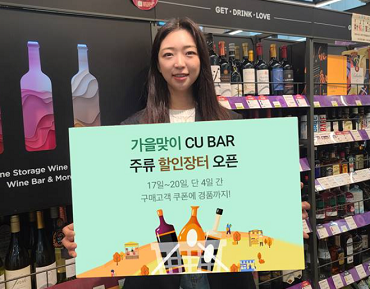 GET · DRINK · LOVE
가을맞이 CU BAR
주류 할인장터 오픈
17일~20일, 단 4일 간
구매고객 쿠폰에 경품까지!
ne Storage Wine
Wine Bar & More